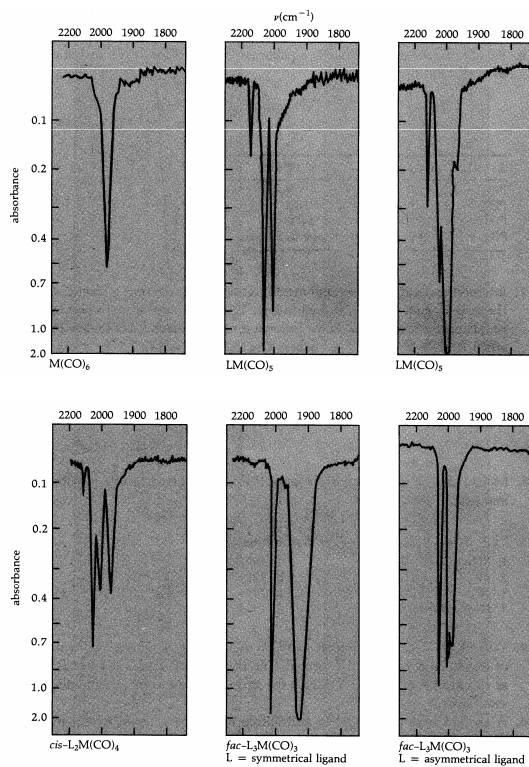 ν(cm⁻¹)
2200 2000 1900 1800
2200 2000 1900 1800
2200 2000 1900 1800
absorbance
0.1
0.2
0.4
0.7
1.0
2.0
M(CO)₆
LM(CO)₅
LM(CO)₅
2200 2000 1900 1800
2200 2000 1900 1800
2200 2000 1900 1800
absorbance
0.1
0.2
0.4
0.7
1.0
2.0
cis–L₂M(CO)₄
fac–L₃M(CO)₃
L = symmetrical ligand
fac–L₃M(CO)₃
L = asymmetrical ligand